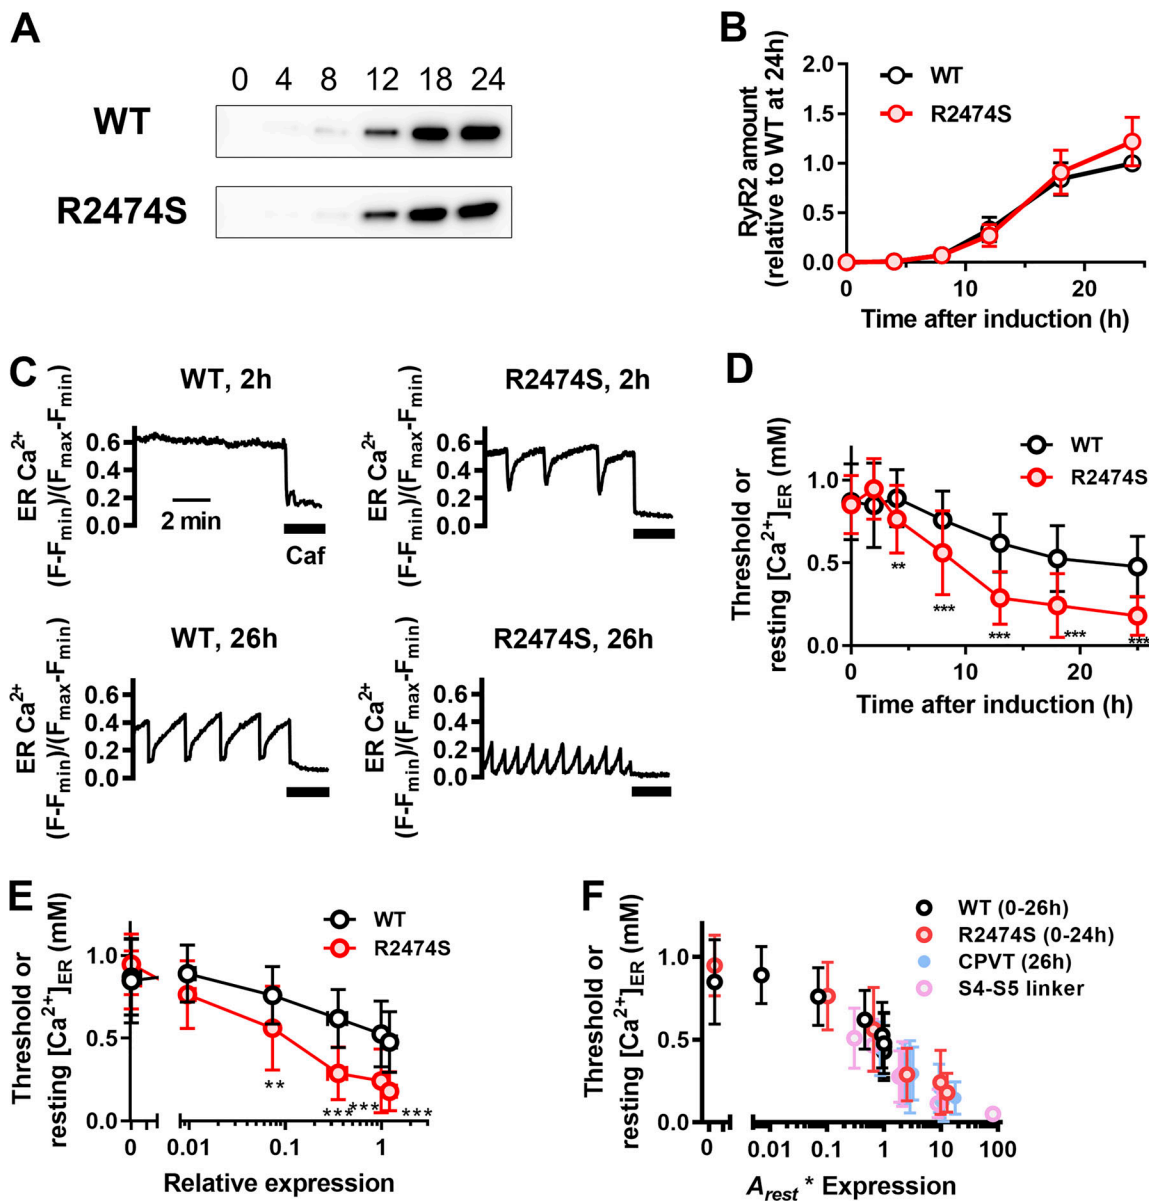 A
0 4 8 12 18 24
WT
R2474S
B
RyR2 amount
(relative to WT at 24h)
2.0
1.5
1.0
0.5
0.0
0 10 20
Time after induction (h)
WT
R2474S
C
WT, 2h
ER Ca²⁺
(F-Fmin)/(Fmax-Fmin)
0.6
0.4
0.2
0.0
2 min
Caf
R2474S, 2h
ER Ca²⁺
(F-Fmin)/(Fmax-Fmin)
0.6
0.4
0.2
0.0
WT, 26h
ER Ca²⁺
(F-Fmin)/(Fmax-Fmin)
0.6
0.4
0.2
0.0
R2474S, 26h
ER Ca²⁺
(F-Fmin)/(Fmax-Fmin)
0.6
0.4
0.2
0.0
D
Threshold or
resting [Ca²⁺]ER (mM)
1.0
0.5
0.0
WT
R2474S
** *** *** *** ***
0 10 20
Time after induction (h)
E
Threshold or
resting [Ca²⁺]ER (mM)
1.0
0.5
0.0
WT
R2474S
** *** *** ***
0 0.01 0.1 1
Relative expression
F
Threshold or
resting [Ca²⁺]ER (mM)
1.0
0.5
0.0
WT (0-26h)
R2474S (0-24h)
CPVT (26h)
S4-S5 linker
0 0.01 0.1 1 10 100
Arest * Expression